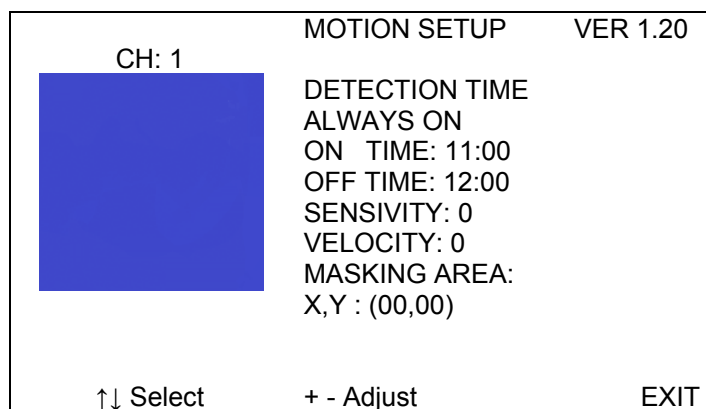 MOTION SETUP VER 1.20
CH: 1
DETECTION TIME
ALWAYS ON
ON TIME: 11:00
OFF TIME: 12:00
SENSIVITY: 0
VELOCITY: 0
MASKING AREA:
X,Y : (00,00)
↑↓ Select + - Adjust EXIT